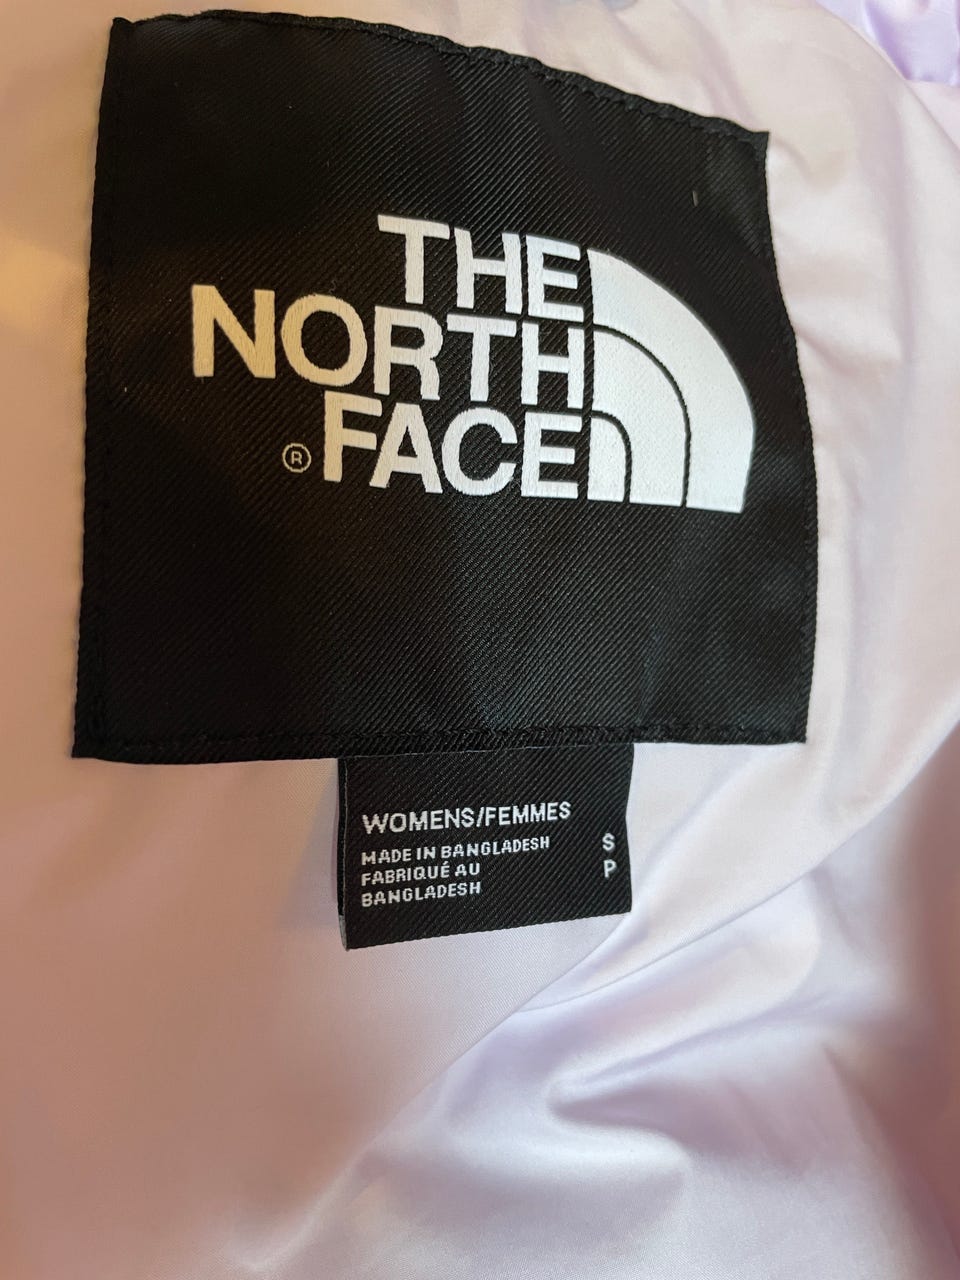 THE
NORTH
® FACE
WOMENS/FEMMES
MADE IN BANGLADESH S
FABRIQUÉ AU P
BANGLADESH